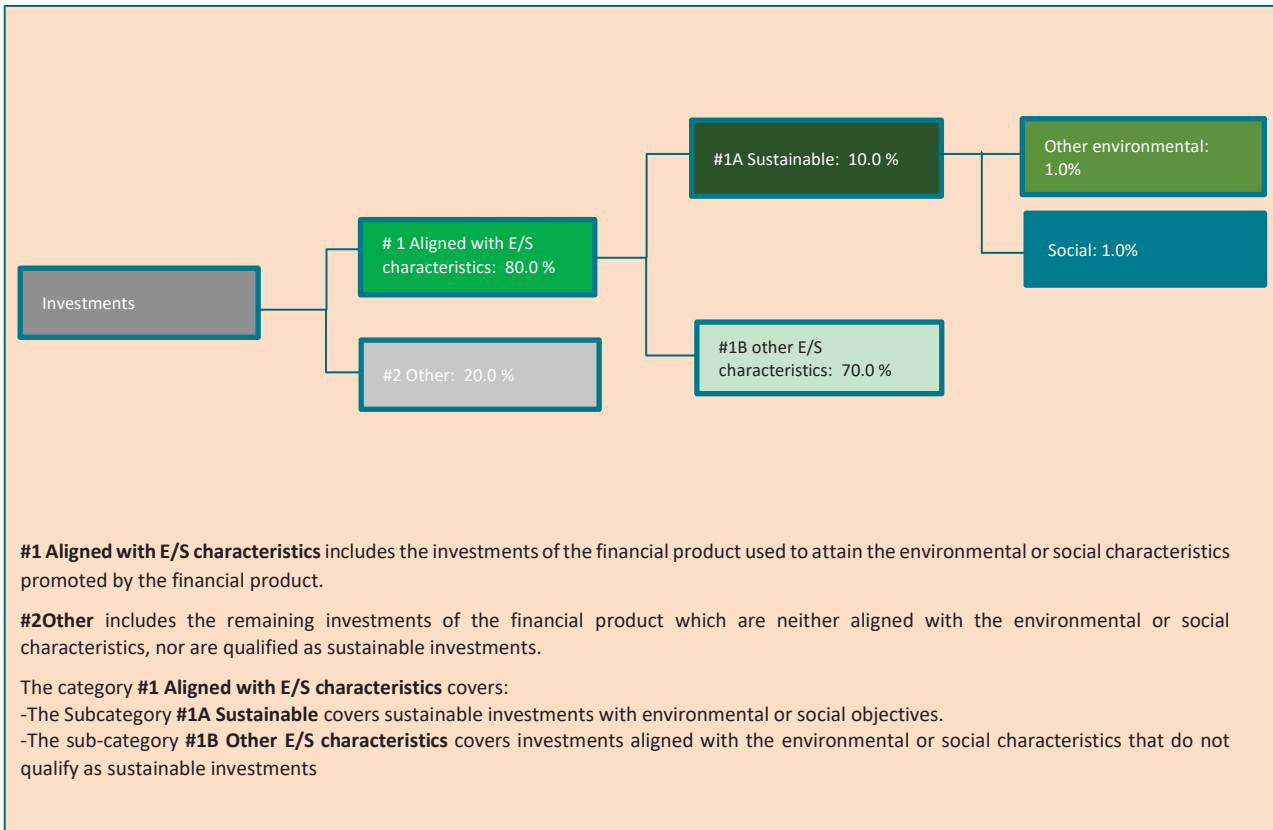 Investments
# 1 Aligned with E/S
characteristics:  80.0 %
#2 Other:  20.0 %
#1A Sustainable:  10.0 %
#1B other E/S
characteristics:  70.0 %
Other environmental:
1.0%
Social: 1.0%
#1 Aligned with E/S characteristics includes the investments of the financial product used to attain the environmental or social characteristics
promoted by the financial product.
#2Other includes the remaining investments of the financial product which are neither aligned with the environmental or social
characteristics, nor are qualified as sustainable investments.
The category #1 Aligned with E/S characteristics covers:
-The Subcategory #1A Sustainable covers sustainable investments with environmental or social objectives.
-The sub-category #1B Other E/S characteristics covers investments aligned with the environmental or social characteristics that do not
qualify as sustainable investments